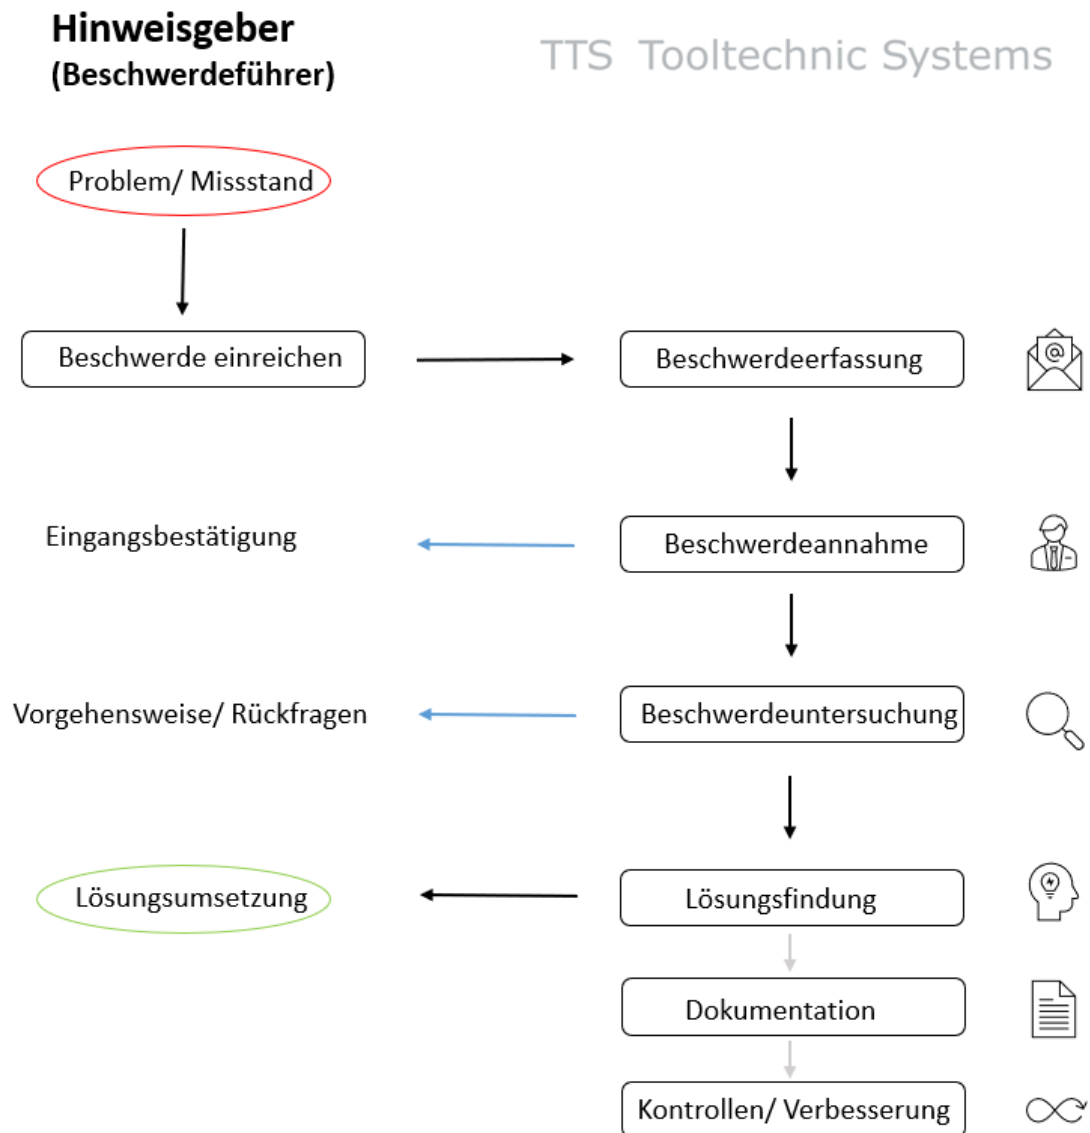 Hinweisgeber
(Beschwerdeführer)
TTS Tooltechnic Systems
Problem/ Missstand
Beschwerde einreichen
Beschwerdeerfassung
@
Eingangsbestätigung
Beschwerdeannahme
Vorgehensweise/ Rückfragen
Beschwerdeuntersuchung
Lösungsumsetzung
Lösungsfindung
Dokumentation
Kontrollen/ Verbesserung